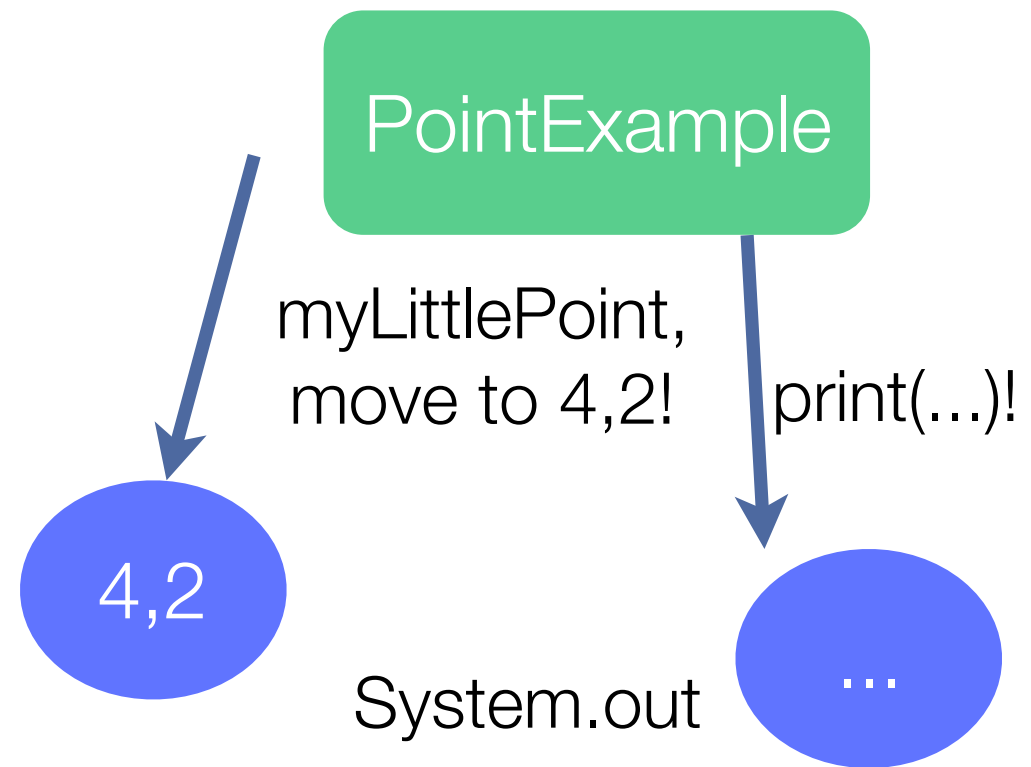 PointExample
myLittlePoint,
move to 4,2!
print(...)!
4,2
...
System.out